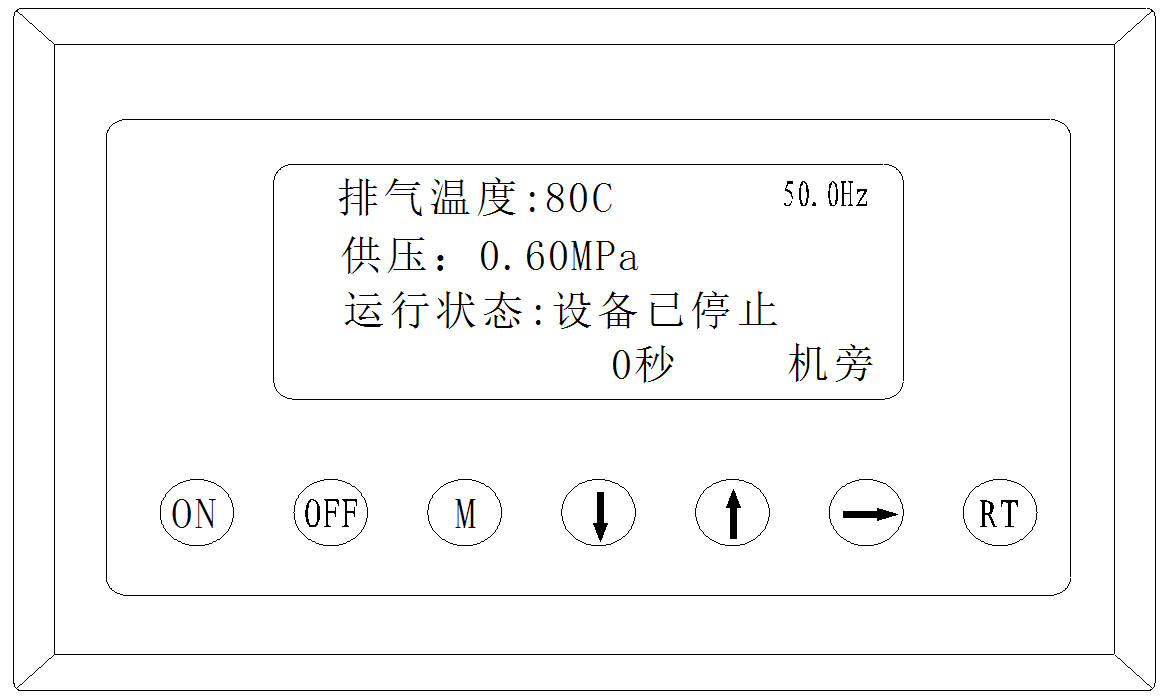 排气温度:80C 50.0Hz
供压：0.60MPa
运行状态:设备已停止
0秒 机旁
ON OFF M ↓ ↑ → RT